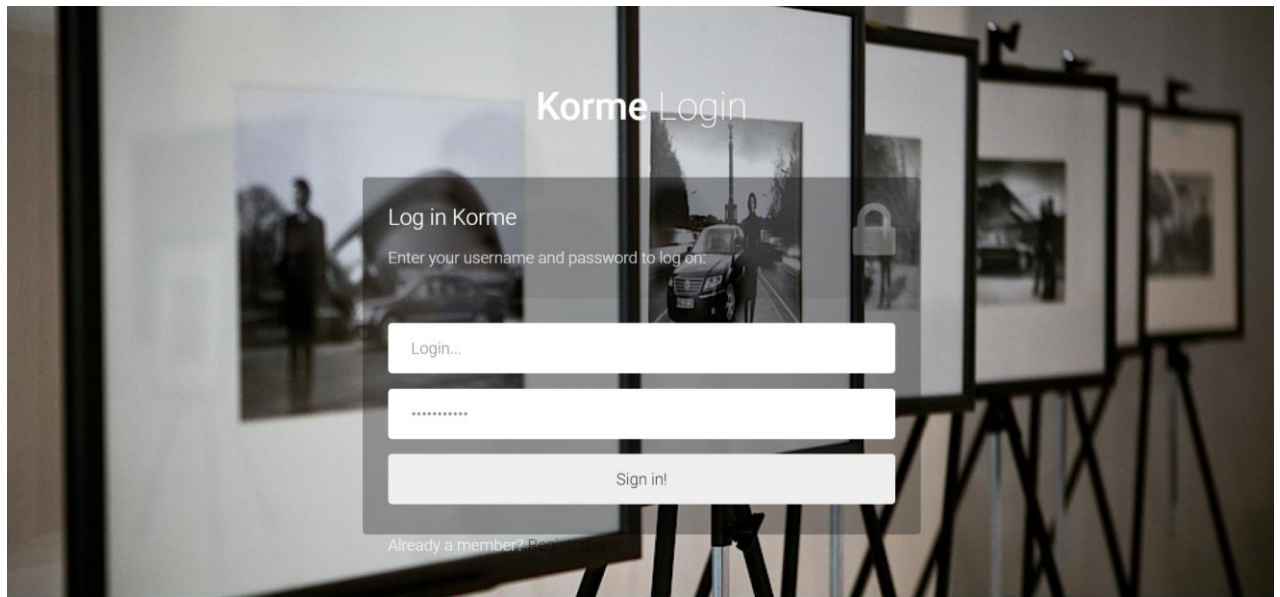 Korme Login
Log in Korme
Enter your username and password to log on:
Login...
•••••••••••
Sign in!
Already a member?